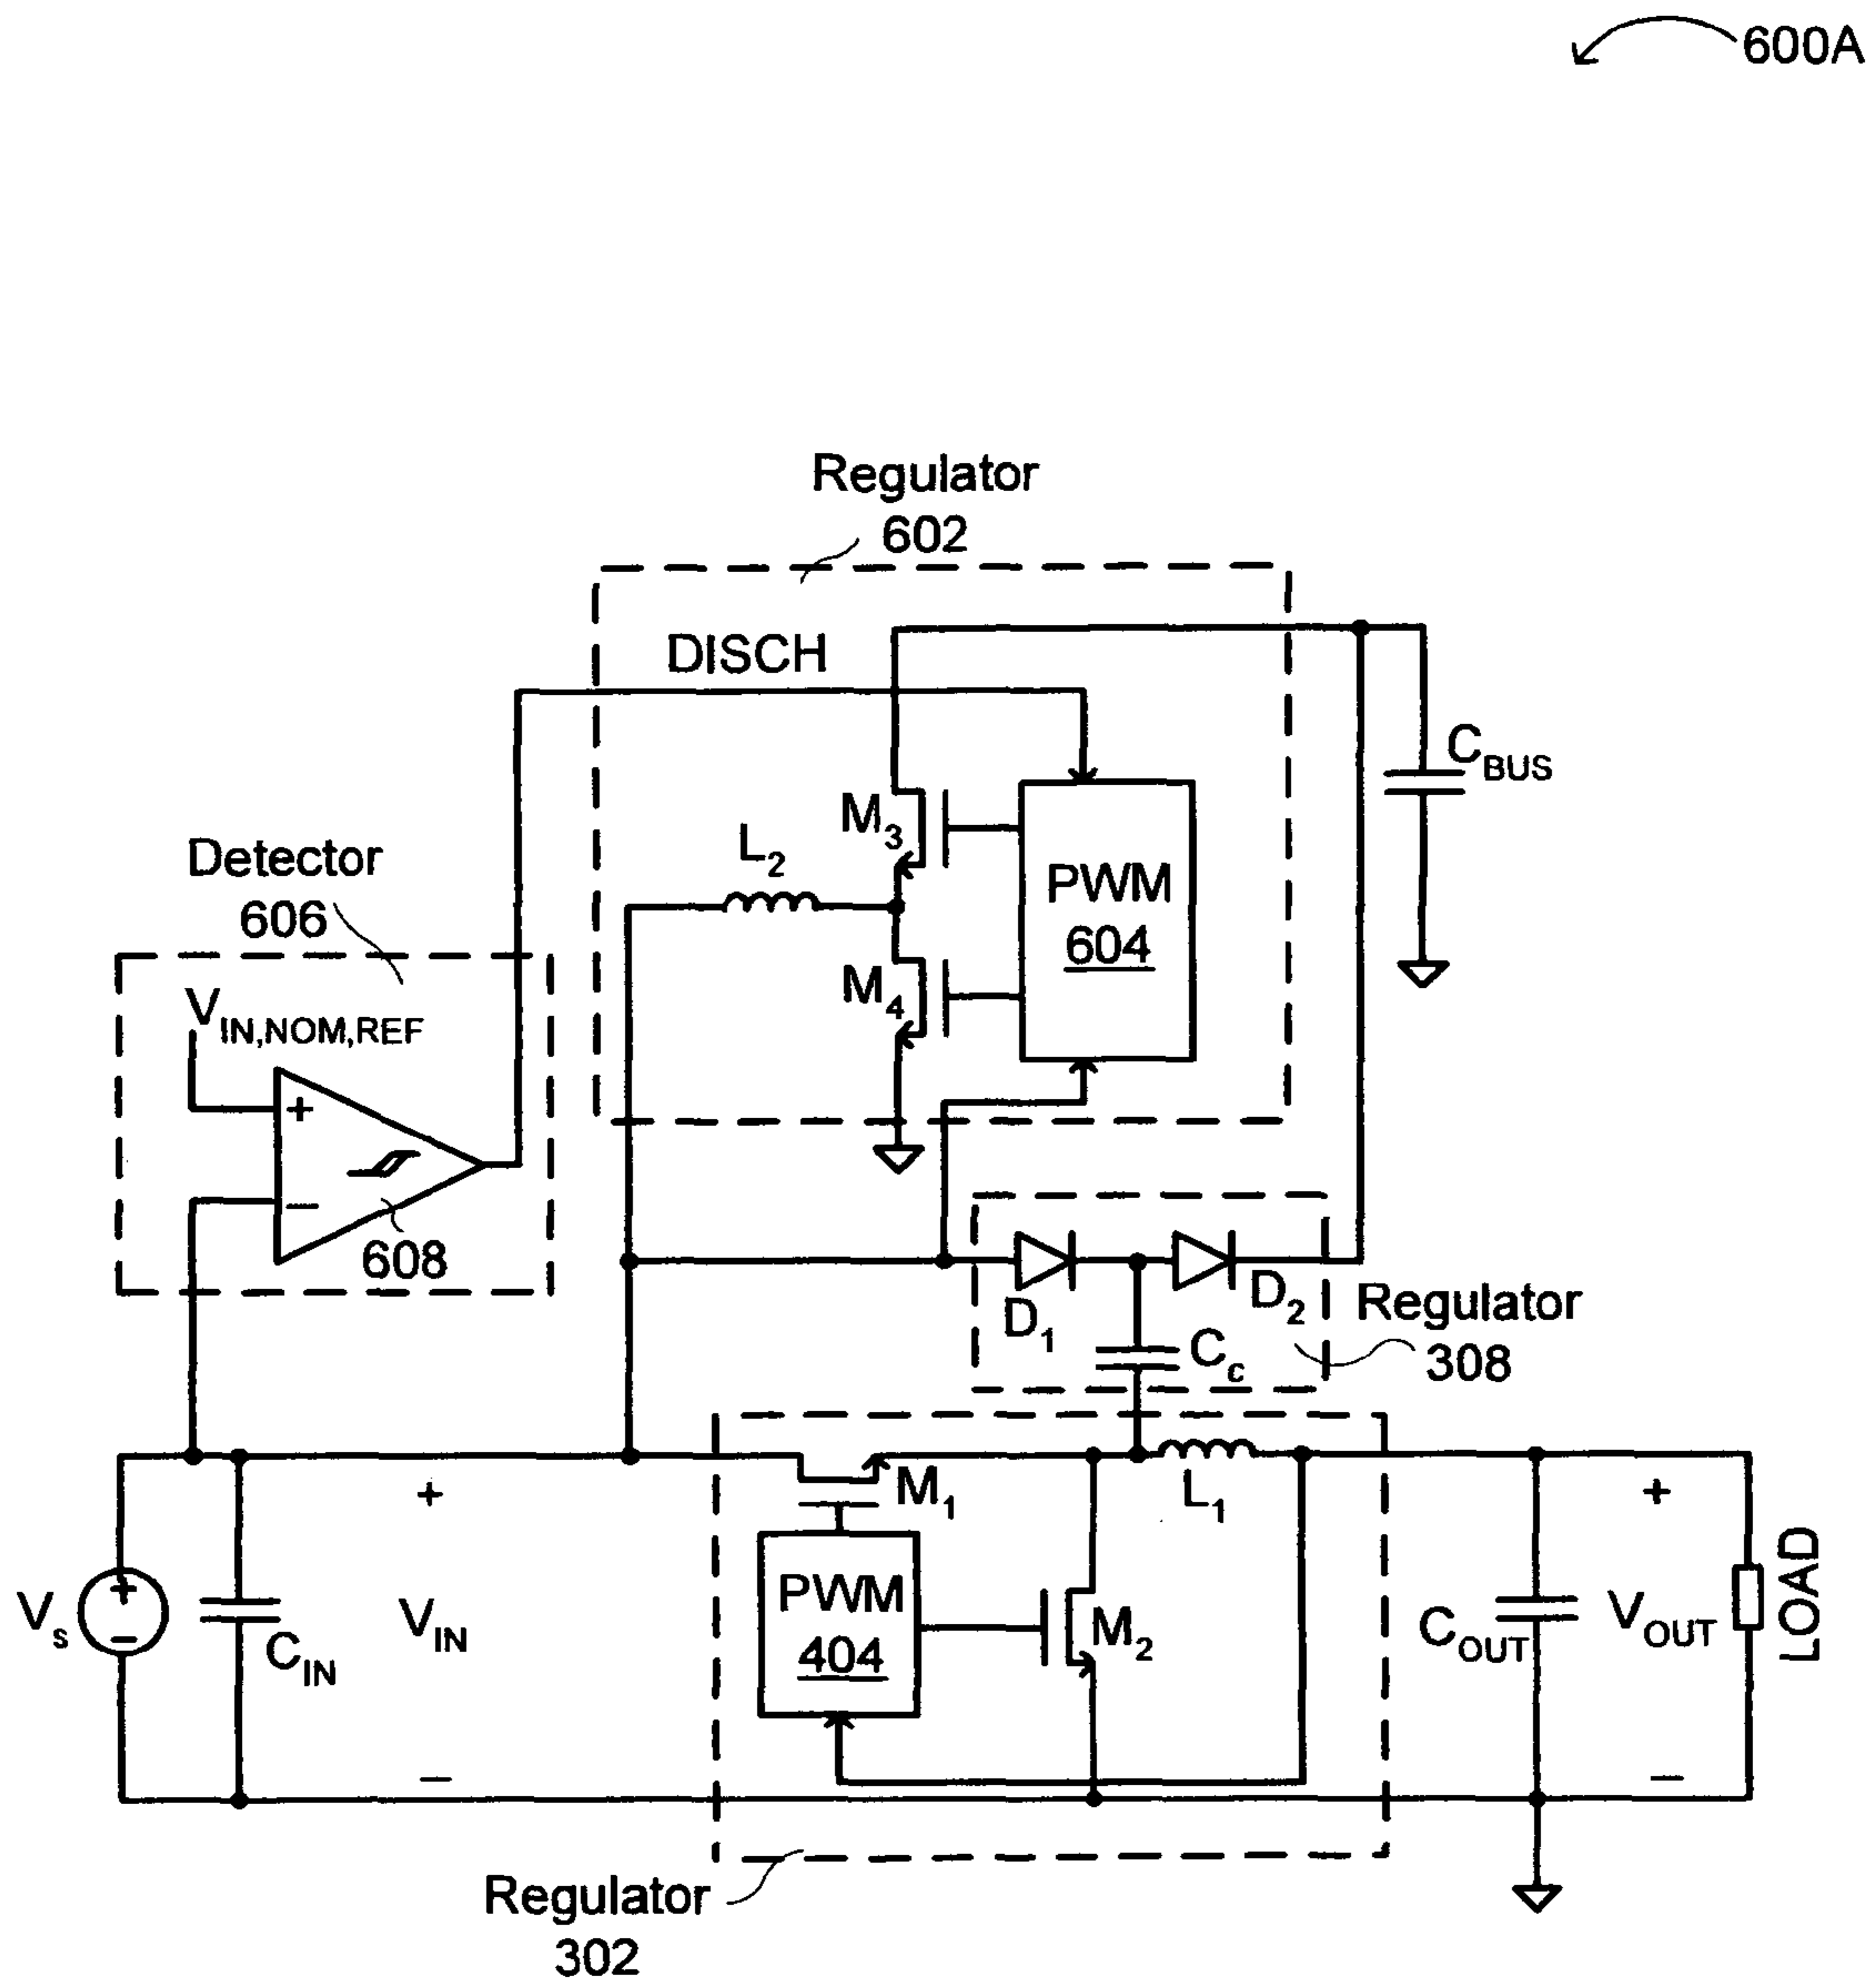 600A
Regulator
602
DISCH
C_BUS
M_3
L_2
PWM
604
Detector
606
M_4
V_IN,NOM,REF
+
−
608
D_1
D_2
Regulator
308
C_c
+
M_1
L_1
+
V_s
+
−
C_IN
V_IN
PWM
404
M_2
C_OUT
V_OUT
LOAD
−
−
Regulator
302